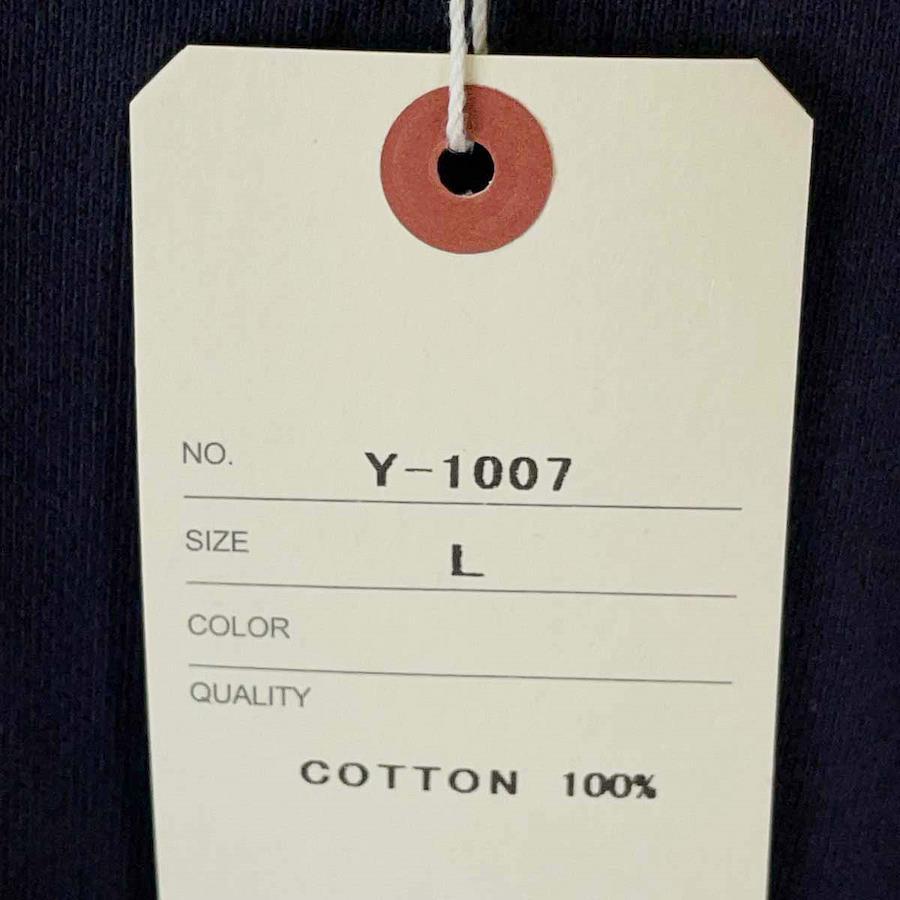 NO. Y-1007
SIZE L
COLOR
QUALITY
COTTON 100%